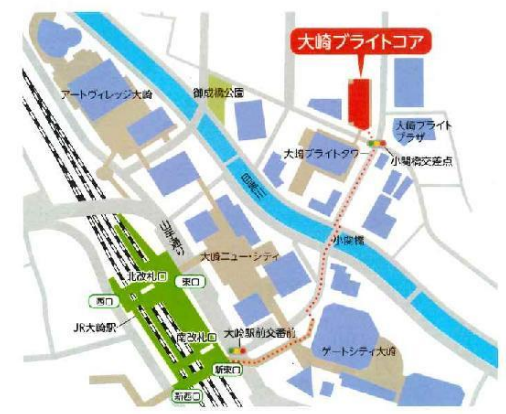 大崎ブライトコア
アートヴィレッジ大崎
御成橋公園
大崎ブライト
プラザ
大崎ブライトタワー
小関橋交差点
目黒川
山手通り
小関橋
大崎ニュー・シティ
北改札口
東口
西口
JR大崎駅
南改札口
大崎駅前交番前
新東口
ゲートシティ大崎
新西口